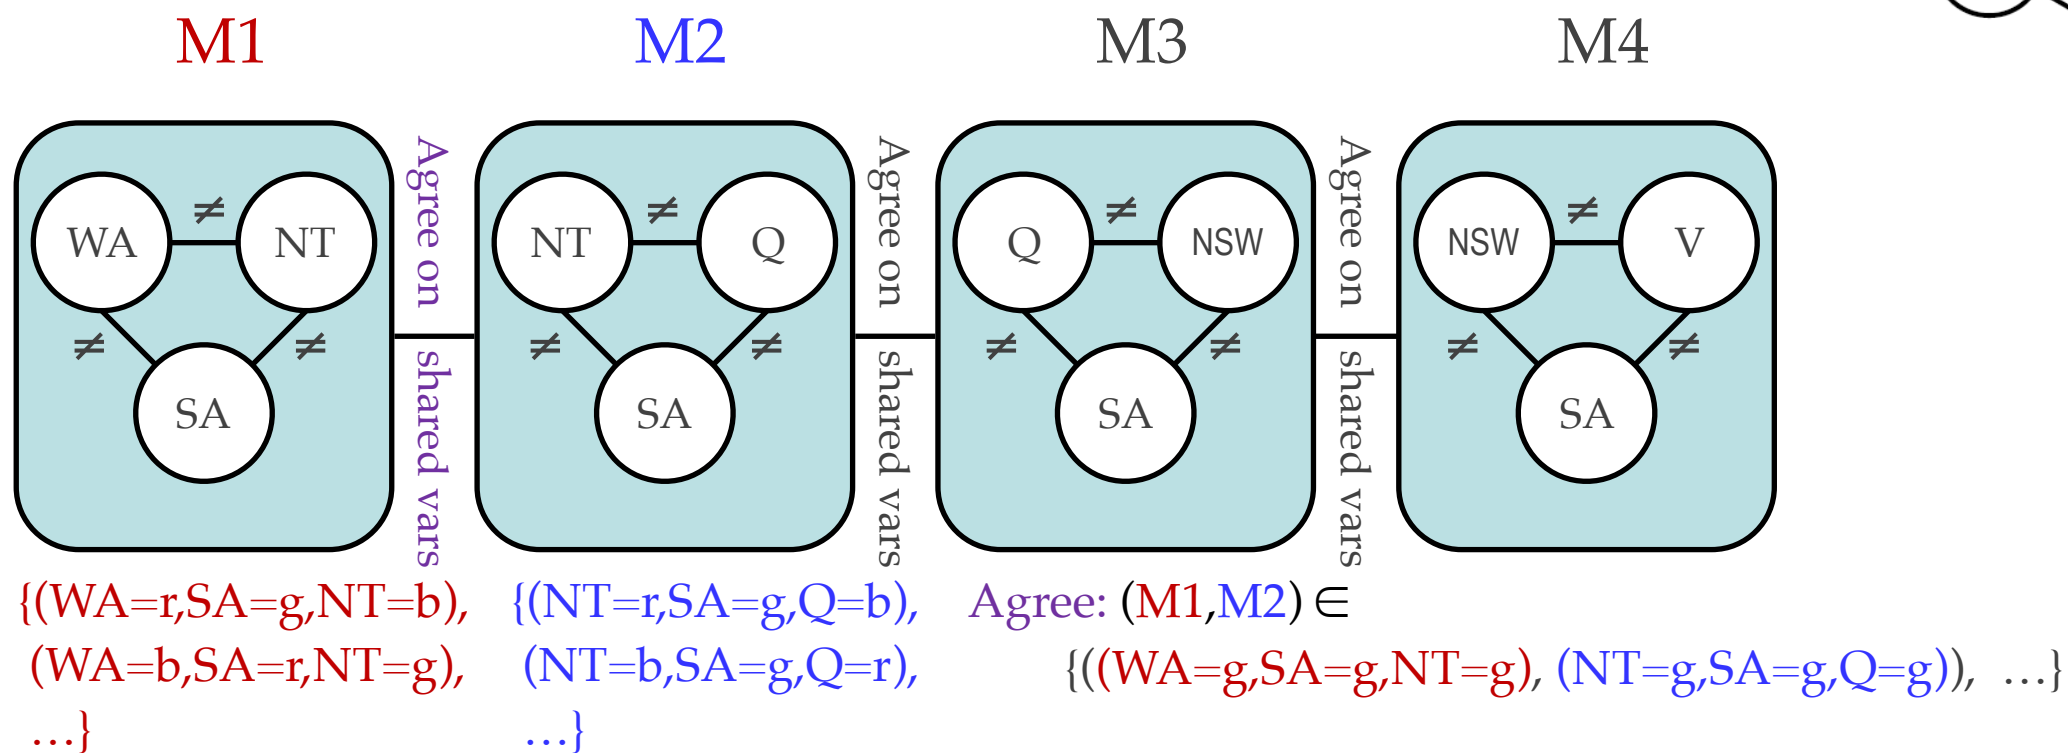 M1
M2
M3
M4
WA ≠ NT
≠ ≠
SA
Agree on
shared vars
NT ≠ Q
≠ ≠
SA
Agree on
shared vars
Q ≠ NSW
≠ ≠
SA
Agree on
shared vars
NSW ≠ V
≠ ≠
SA
{(WA=r,SA=g,NT=b),
(WA=b,SA=r,NT=g),
…}
{(NT=r,SA=g,Q=b),
(NT=b,SA=g,Q=r),
…}
Agree: (M1,M2) ∈
{((WA=g,SA=g,NT=g), (NT=g,SA=g,Q=g)), …}